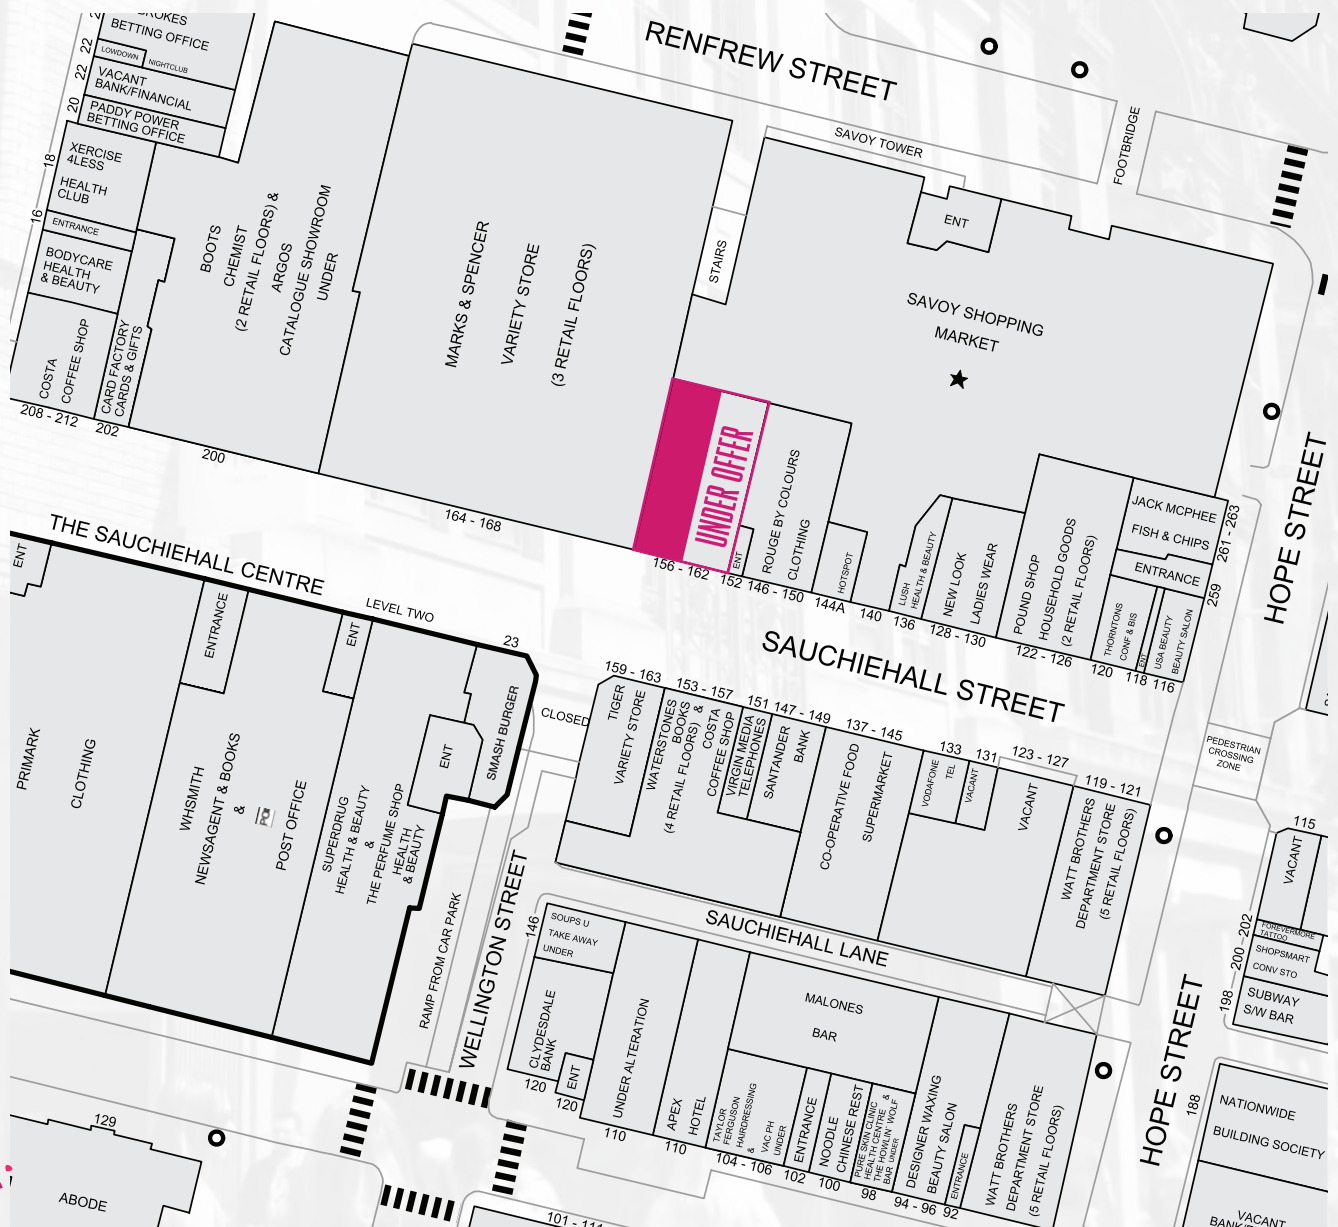 BETTING OFFICE
22
LOWDOWN
NIGHTCLUB
22
VACANT
BANK/FINANCIAL
20
PADDY POWER
BETTING OFFICE
18
XERCISE
4LESS
HEALTH
CLUB
16
ENTRANCE
BODYCARE
HEALTH
& BEAUTY
COSTA
COFFEE SHOP
CARD FACTORY
CARDS & GIFTS
208 - 212
202
200
BOOTS
CHEMIST
(2 RETAIL FLOORS) &
ARGOS
CATALOGUE SHOWROOM
UNDER
MARKS & SPENCER
VARIETY STORE
(3 RETAIL FLOORS)
164 - 168
RENFREW STREET
SAVOY TOWER
FOOTBRIDGE
STAIRS
ENT
SAVOY SHOPPING
MARKET
UNDER OFFER
ENT
ROUGE BY COLOURS
CLOTHING
HOTSPOT
LUSH
HEALTH & BEAUTY
NEW LOOK
LADIES WEAR
POUND SHOP
HOUSEHOLD GOODS
(2 RETAIL FLOORS)
JACK MCPHEE
FISH & CHIPS
261 - 263
ENTRANCE
259
THORNTONS
CONF & BIS
ENT
USA BEAUTY
BEAUTY SALON
156 - 162
152
146 - 150
144A
140
136
128 - 130
122 - 126
120
118
116
HOPE STREET
THE SAUCHIEHALL CENTRE
LEVEL TWO
23
SAUCHIEHALL STREET
ENT
ENTRANCE
ENT
PRIMARK
CLOTHING
WHSMITH
NEWSAGENT & BOOKS
&
POST OFFICE
SUPERDRUG
HEALTH & BEAUTY
&
THE PERFUME SHOP
HEALTH
& BEAUTY
ENT
SMASH BURGER
CLOSED
159 - 163
153 - 157
151
147 - 149
137 - 145
133
131
123 - 127
119 - 121
TIGER
VARIETY STORE
WATERSTONES
BOOKS
(4 RETAIL FLOORS) &
COSTA
COFFEE SHOP
VIRGIN MEDIA
TELEPHONES
SANTANDER
BANK
CO-OPERATIVE FOOD
SUPERMARKET
VODAFONE
TEL
VACANT
VACANT
WATT BROTHERS
DEPARTMENT STORE
(5 RETAIL FLOORS)
PEDESTRIAN
CROSSING
ZONE
115
VACANT
FOREVERMORE
TATTOO
200 - 202
SHOPSMART
CONV STO
198
SUBWAY
S/W BAR
RAMP FROM CAR PARK
WELLINGTON STREET
SAUCHIEHALL LANE
146
SOUPS U
TAKE AWAY
UNDER
CLYDESDALE
BANK
ENT
120
120
UNDER ALTERATION
110
APEX
HOTEL
110
MALONES
BAR
TAYLOR
FERGUSON
HAIRDRESSING
&
VAC PH
UNDER
104 - 106
ENTRANCE
102
NOODLE
CHINESE REST
100
PURE SKIN CLINIC
HEALTH CENTRE &
THE HOWLIN' WOLF
BAR UNDER
98
DESIGNER WAXING
BEAUTY SALON
94 - 96
ENTRANCE
92
WATT BROTHERS
DEPARTMENT STORE
(5 RETAIL FLOORS)
HOPE STREET
188
NATIONWIDE
BUILDING SOCIETY
VACANT
129
ABODE